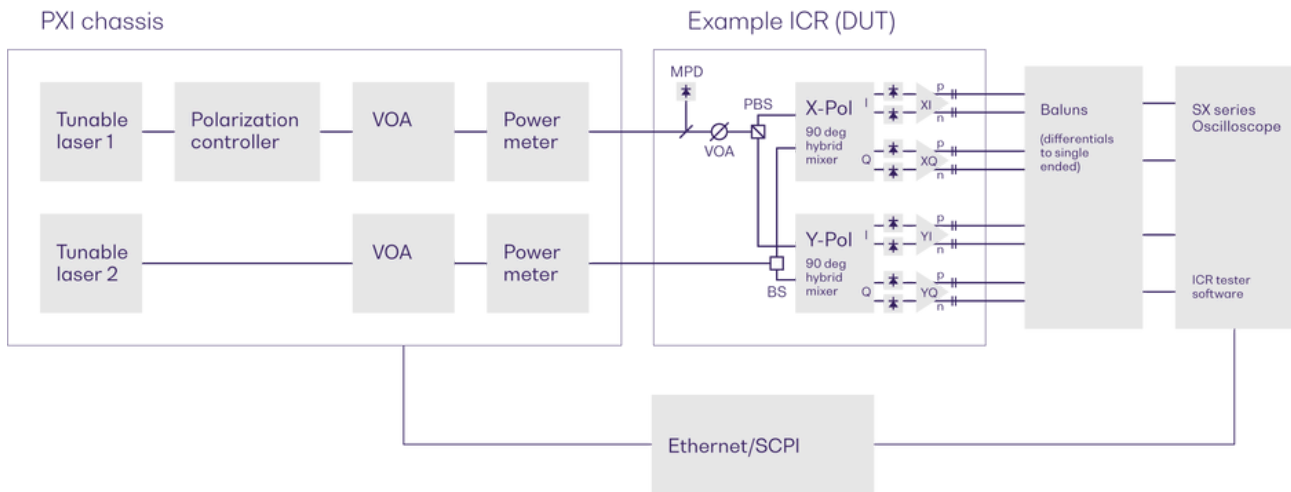 PXI chassis
Example ICR (DUT)
Tunable
laser 1
Polarization
controller
VOA
Power
meter
MPD
PBS
VOA
X-Pol
90 deg
hybrid
mixer
I
Q
XI
p
n
XQ
p
n
Tunable
laser 2
VOA
Power
meter
BS
Y-Pol
90 deg
hybrid
mixer
I
Q
YI
p
n
YQ
p
n
Baluns
(differentials
to single
ended)
SX series
Oscilloscope
ICR tester
software
Ethernet/SCPI